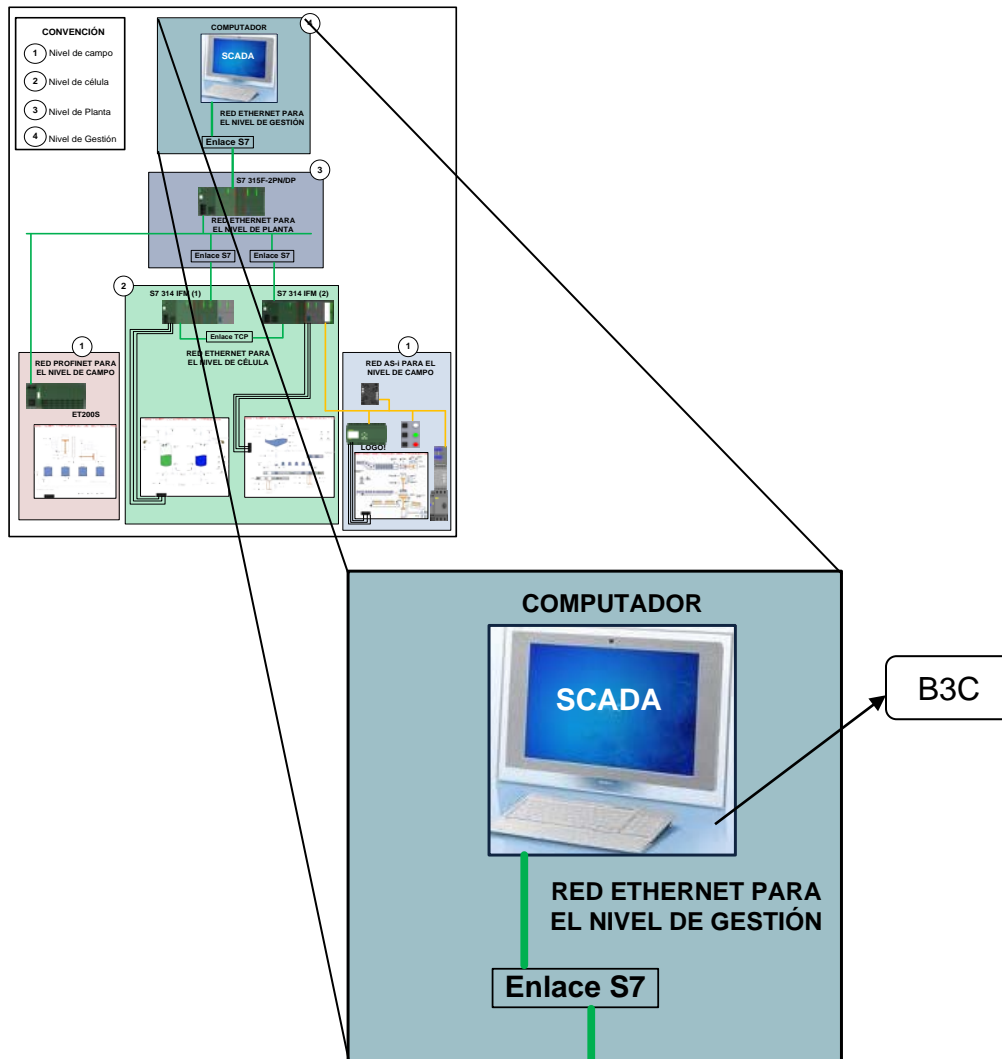 CONVENCIÓN
1 Nivel de campo
2 Nivel de célula
3 Nivel de Planta
4 Nivel de Gestión
4
COMPUTADOR
SCADA
RED ETHERNET PARA
EL NIVEL DE GESTIÓN
Enlace S7
3
S7 315F-2PN/DP
RED ETHERNET PARA
EL NIVEL DE PLANTA
Enlace S7
Enlace S7
2
S7 314 IFM (1)
S7 314 IFM (2)
Enlace TCP
RED ETHERNET PARA
EL NIVEL DE CÉLULA
1
RED PROFINET PARA
EL NIVEL DE CAMPO
ET200S
1
RED AS-i PARA EL
NIVEL DE CAMPO
LOGO!
COMPUTADOR
SCADA
B3C
RED ETHERNET PARA
EL NIVEL DE GESTIÓN
Enlace S7